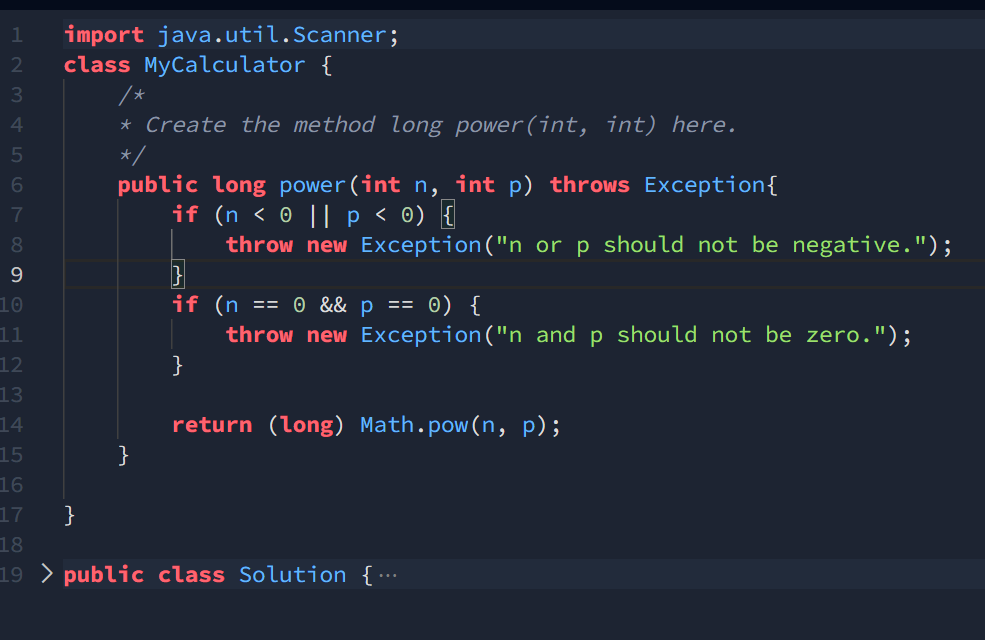 1 import java.util.Scanner;
2 class MyCalculator {
3 /*
4 * Create the method long power(int, int) here.
5 */
6 public long power(int n, int p) throws Exception{
7 if (n < 0 || p < 0) {
8 throw new Exception("n or p should not be negative.");
9 }
10 if (n == 0 && p == 0) {
11 throw new Exception("n and p should not be zero.");
12 }
13
14 return (long) Math.pow(n, p);
15 }
16
17 }
18
19 public class Solution {···